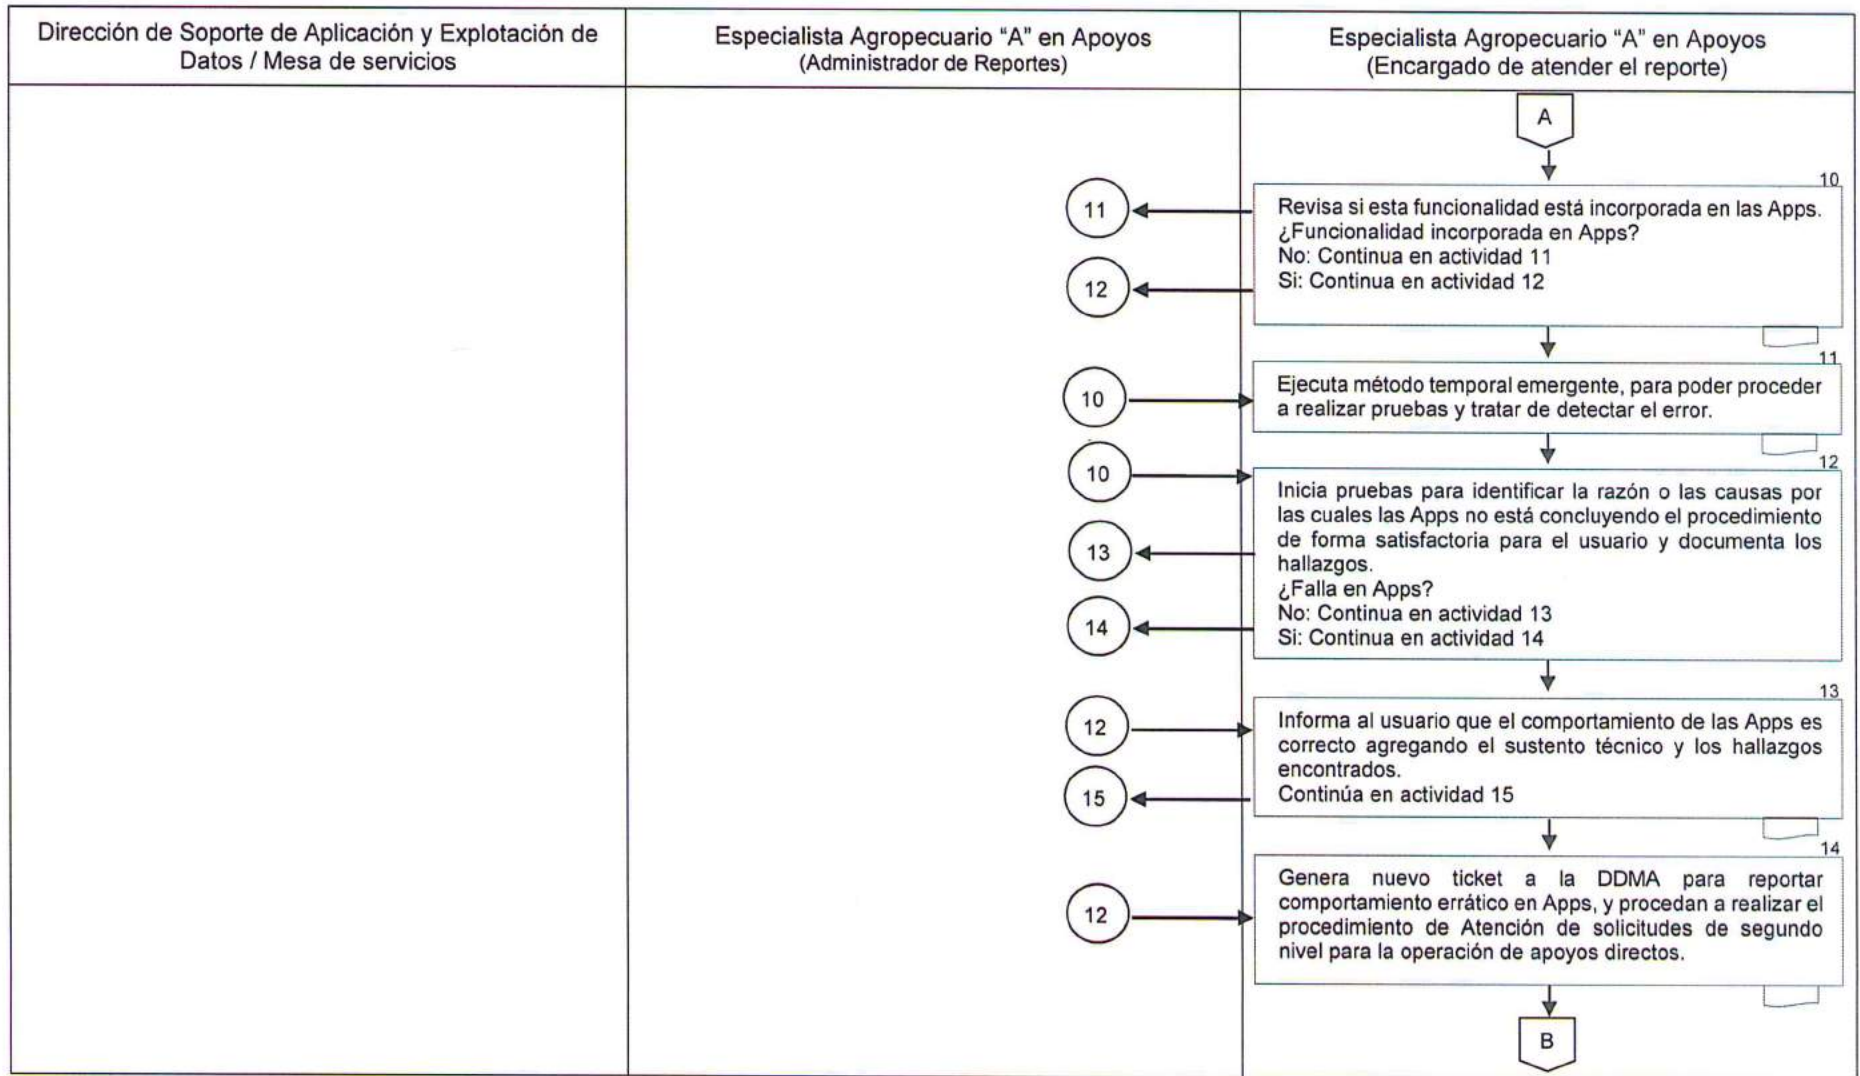 Dirección de Soporte de Aplicación y Explotación de
Datos / Mesa de servicios
Especialista Agropecuario “A” en Apoyos
(Administrador de Reportes)
Especialista Agropecuario “A” en Apoyos
(Encargado de atender el reporte)
A
10
11
12
Revisa si esta funcionalidad está incorporada en las Apps.
¿Funcionalidad incorporada en Apps?
No: Continua en actividad 11
Si: Continua en actividad 12
11
10
Ejecuta método temporal emergente, para poder proceder
a realizar pruebas y tratar de detectar el error.
12
10
13
14
Inicia pruebas para identificar la razón o las causas por
las cuales las Apps no está concluyendo el procedimiento
de forma satisfactoria para el usuario y documenta los
hallazgos.
¿Falla en Apps?
No: Continua en actividad 13
Si: Continua en actividad 14
13
12
15
Informa al usuario que el comportamiento de las Apps es
correcto agregando el sustento técnico y los hallazgos
encontrados.
Continúa en actividad 15
14
12
Genera nuevo ticket a la DDMA para reportar
comportamiento errático en Apps, y procedan a realizar el
procedimiento de Atención de solicitudes de segundo
nivel para la operación de apoyos directos.
B